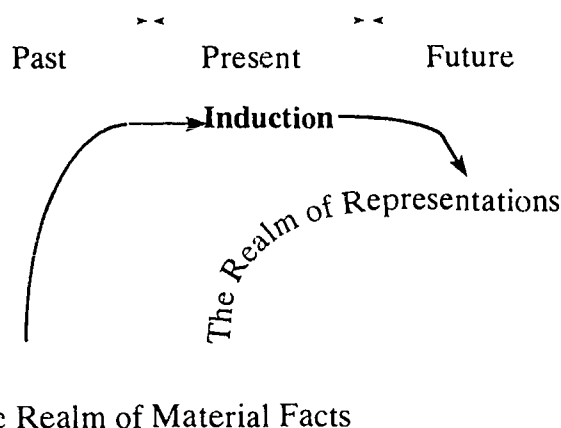 Past Present Future
Induction
The Realm of Representations
Realm of Material Facts